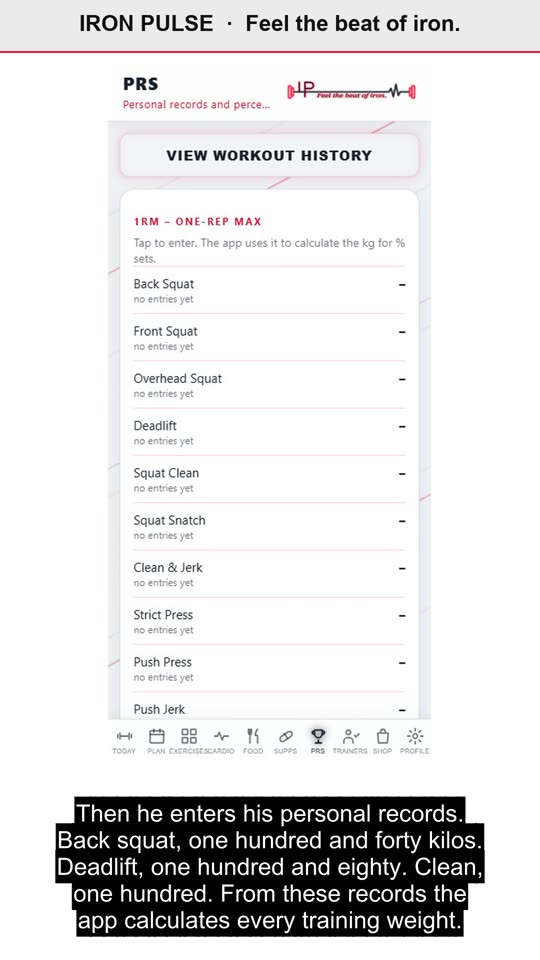 IRON PULSE · Feel the beat of iron.
PRS
Personal records and perce...
IP Feel the beat of iron.
VIEW WORKOUT HISTORY
1RM – ONE-REP MAX
Tap to enter. The app uses it to calculate the kg for %
sets.
Back Squat –
no entries yet
Front Squat –
no entries yet
Overhead Squat –
no entries yet
Deadlift –
no entries yet
Squat Clean –
no entries yet
Squat Snatch –
no entries yet
Clean & Jerk –
no entries yet
Strict Press –
no entries yet
Push Press –
no entries yet
Push Jerk –
TODAY PLAN EXERCISES CARDIO FOOD SUPPS PRS TRAINERS SHOP PROFILE
Then he enters his personal records.
Back squat, one hundred and forty kilos.
Deadlift, one hundred and eighty. Clean,
one hundred. From these records the
app calculates every training weight.